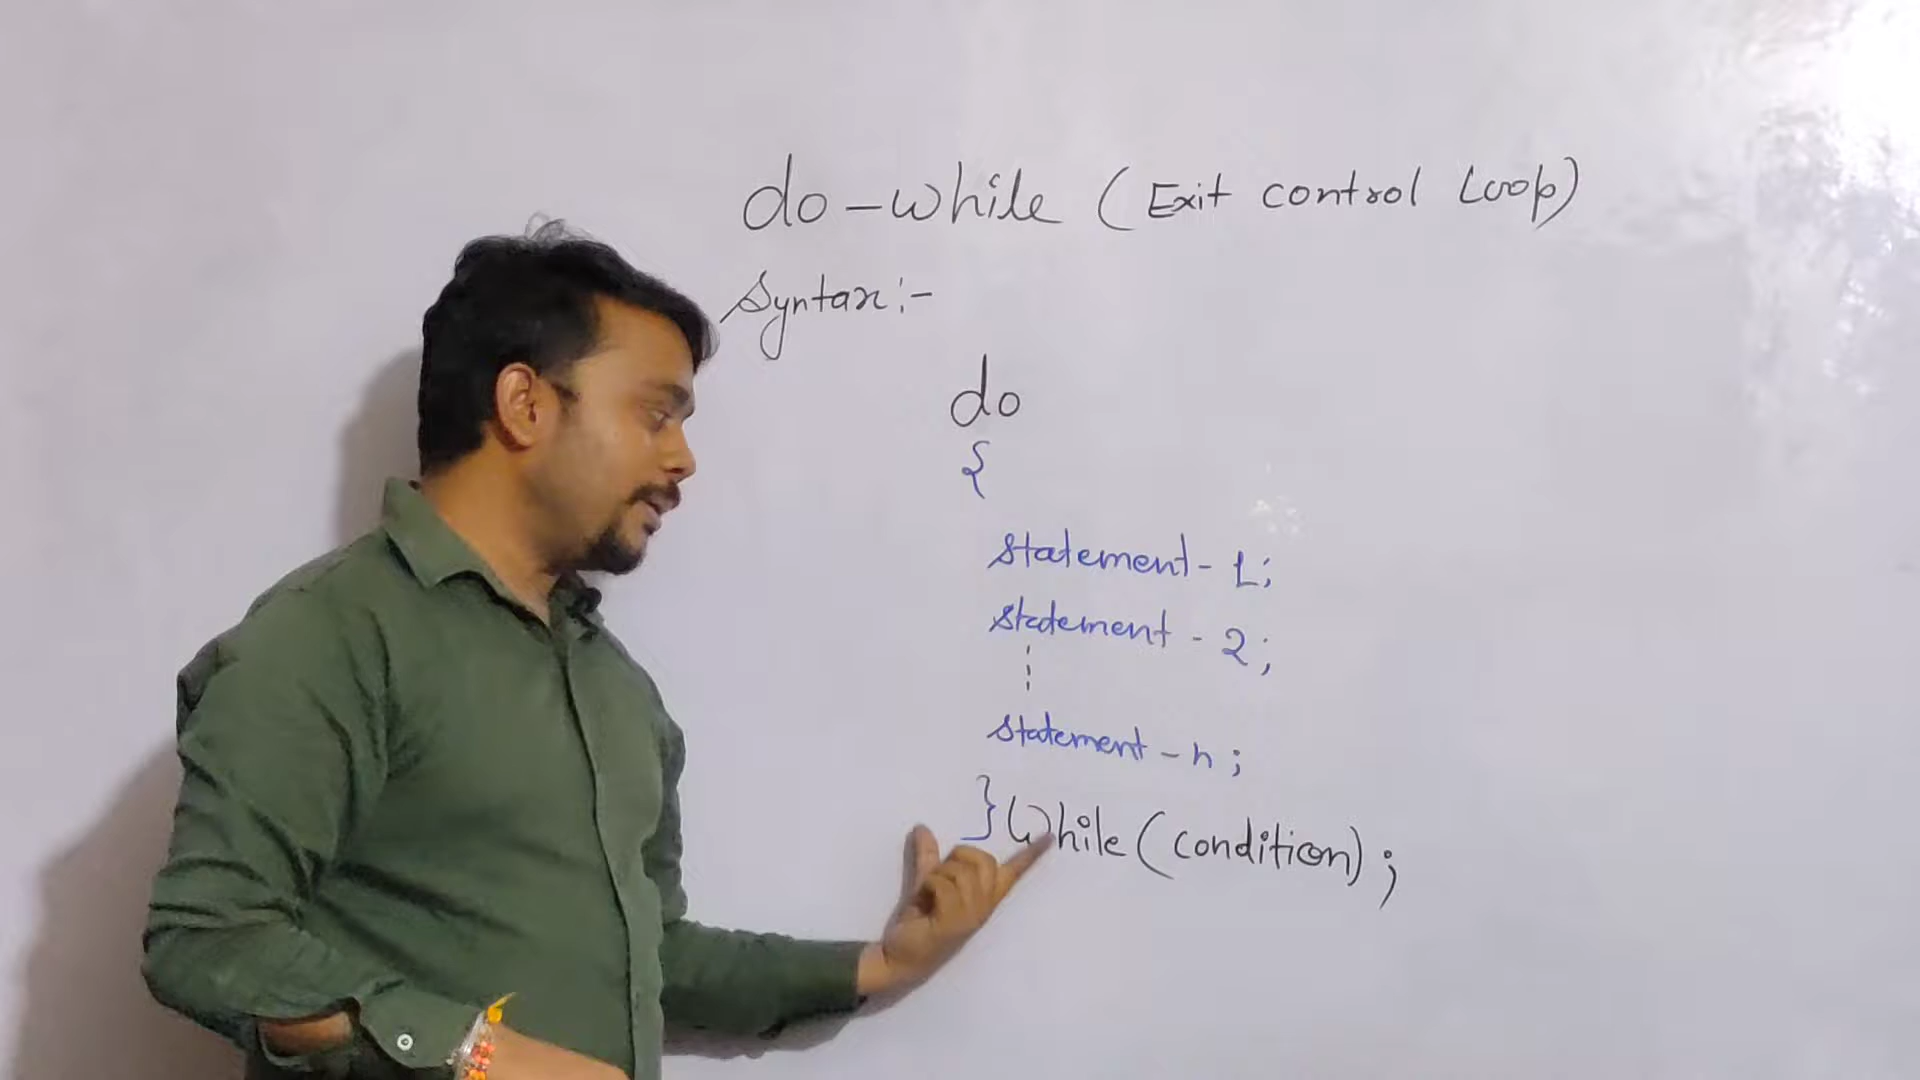 do-while (Exit control Loop)
Syntax:-
do
{
statement-1;
statement-2;
statement-n;
}while(condition);